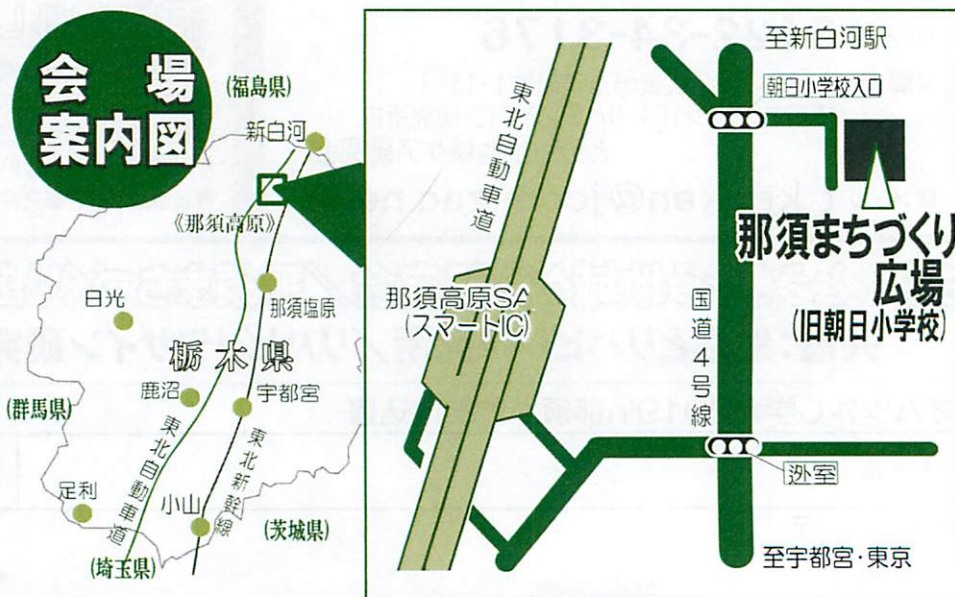 会場
案内図
(福島県)
新白河
《那須高原》
日光
那須塩原
栃木県
鹿沼
宇都宮
(群馬県)
東北自動車道
東北新幹線
足利
小山
(茨城県)
(埼玉県)
至新白河駅
朝日小学校入口
東北自動車道
那須まちづくり
広場
(旧朝日小学校)
那須高原SA
(スマートIC)
国道4号線
逃室
至宇都宮・東京